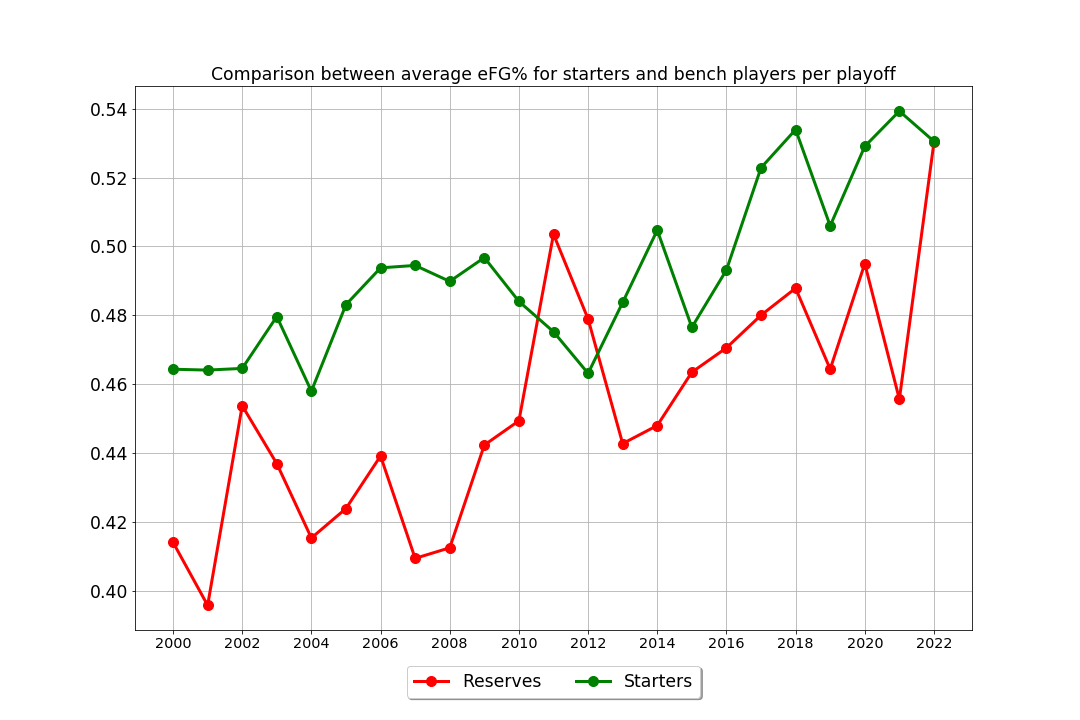 Comparison between average eFG% for starters and bench players per playoff
0.54
0.52
0.50
0.48
0.46
0.44
0.42
0.40
2000 2002 2004 2006 2008 2010 2012 2014 2016 2018 2020 2022
Reserves Starters